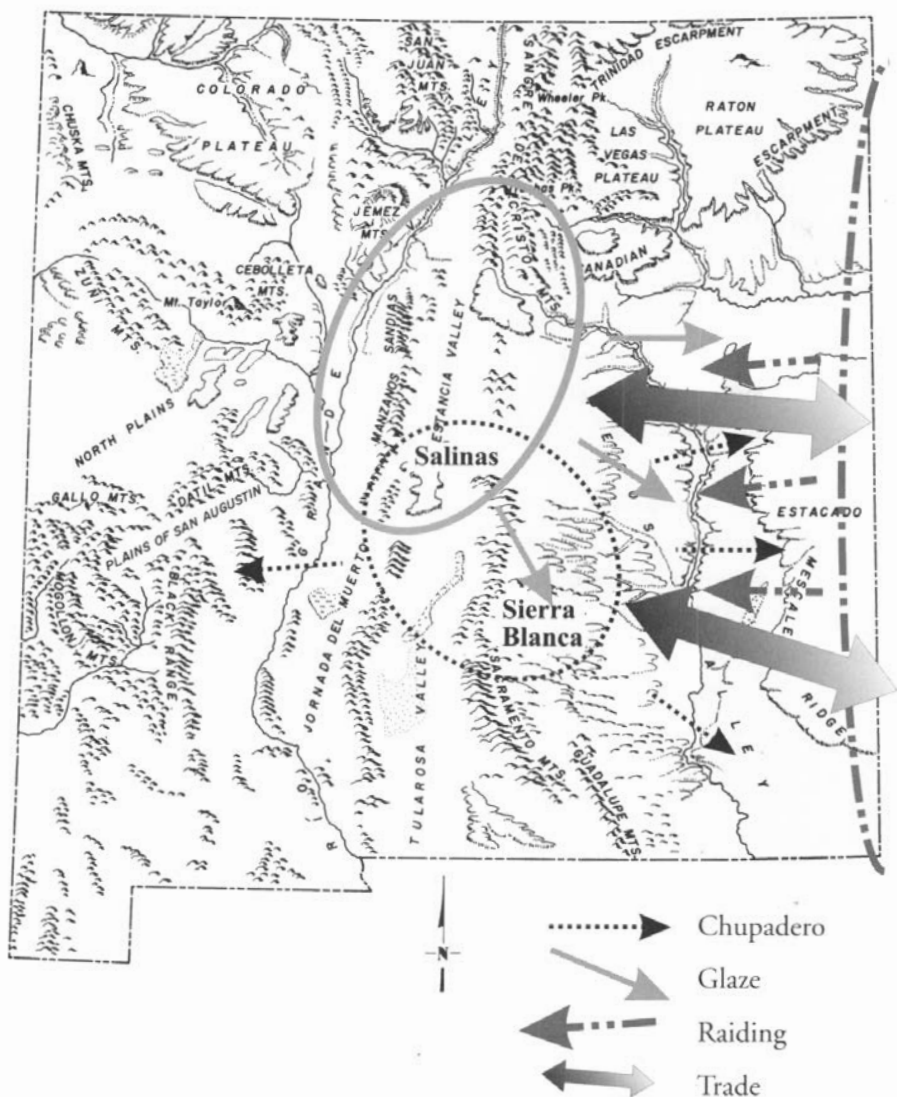 SAN
JUAN
MTS.
COLORADO
PLATEAU
CHUSKA MTS.
SANGRE DE
CRISTO
MTS.
Wheeler Pk
TRINIDAD ESCARPMENT
RATON
PLATEAU
ESCARPMENT
LAS
VEGAS
PLATEAU
JEMEZ
MTS.
CEBOLLETA
MTS.
Mt. Taylor
ZUNI
MTS.
SANDIAS
MANZANOS
ESTANCIA VALLEY
NORTH PLAINS
Salinas
DATIL MTS.
GALLO MTS.
PLAINS OF SAN AUGUSTIN
ESTACADO
MOGOLLON
MTS.
BLACK RANGE
JORNADA DEL MUERTO
Sierra
Blanca
TULAROSA VALLEY
SACRAMENTO MTS.
GUADALUPE MTS.
RIDGE
N
Chupadero
Glaze
Raiding
Trade